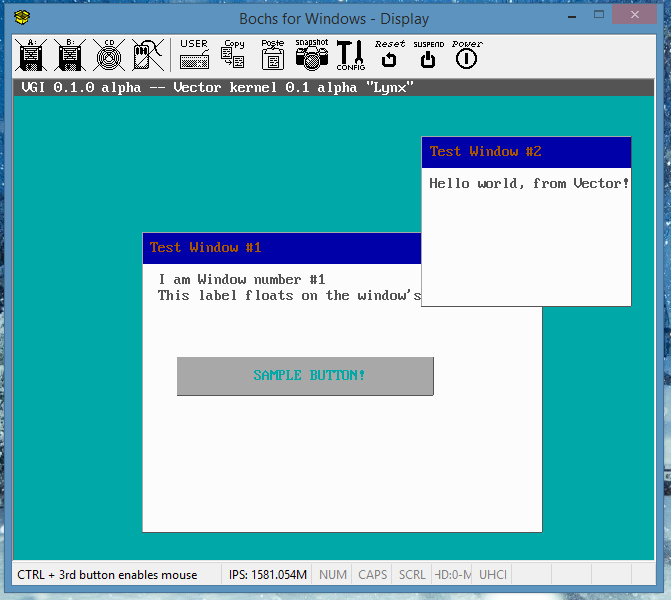 Bochs for Windows - Display
A: B: CD USER Copy Paste snapshot CONFIG Reset SUSPEND Power
VGI 0.1.0 alpha -- Vector kernel 0.1 alpha "Lynx"
Test Window #2
Hello world, from Vector!
Test Window #1
I am Window number #1
This label floats on the window's
SAMPLE BUTTON!
CTRL + 3rd button enables mouse IPS: 1581.054M NUM CAPS SCRL HD:0-M UHCI